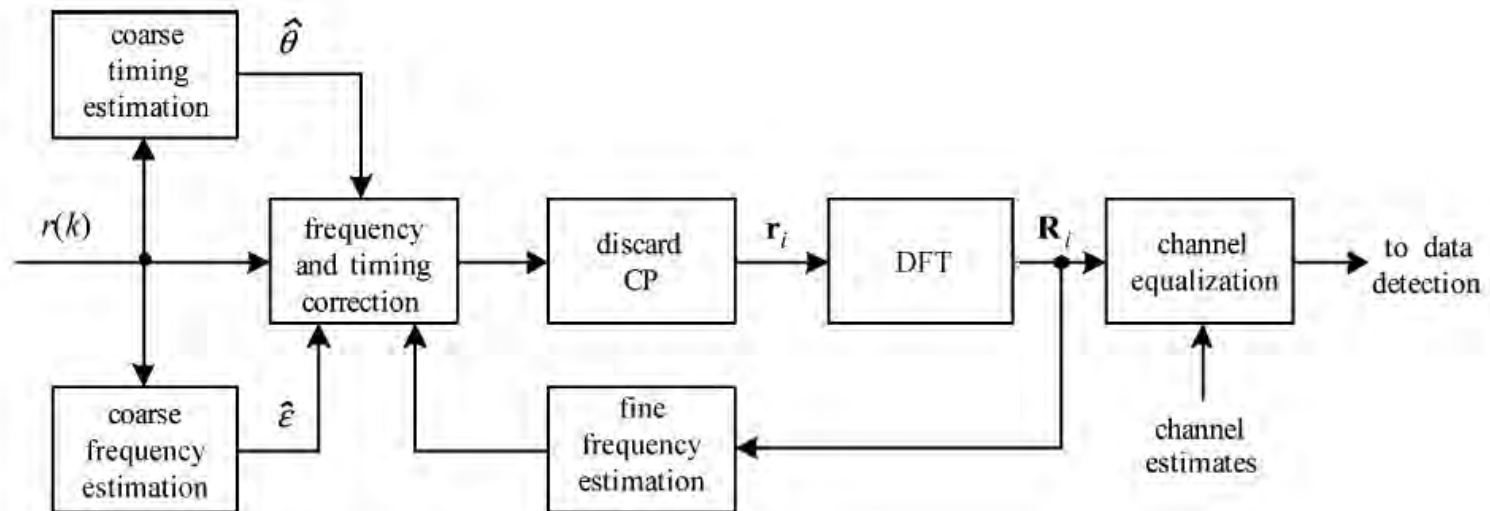 coarse
timing
estimation
θ̂
r(k)
frequency
and timing
correction
discard
CP
r_i
DFT
R_i
channel
equalization
to data
detection
coarse
frequency
estimation
ε̂
fine
frequency
estimation
channel
estimates